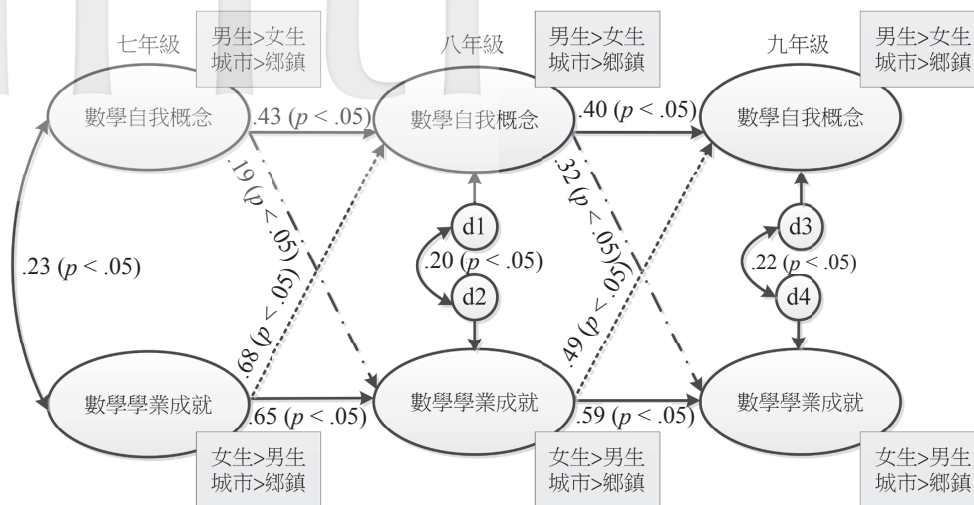 七年級
男生>女生
城市>鄉鎮
八年級
男生>女生
城市>鄉鎮
九年級
男生>女生
城市>鄉鎮
數學自我概念
.43 (p < .05)
數學自我概念
.40 (p < .05)
數學自我概念
.19 (p < .05)
.32 (p < .05)
d1
d3
.23 (p < .05)
.20 (p < .05)
.22 (p < .05)
d2
d4
.68 (p < .05)
.49 (p < .05)
數學學業成就
.65 (p < .05)
數學學業成就
.59 (p < .05)
數學學業成就
女生>男生
城市>鄉鎮
女生>男生
城市>鄉鎮
女生>男生
城市>鄉鎮